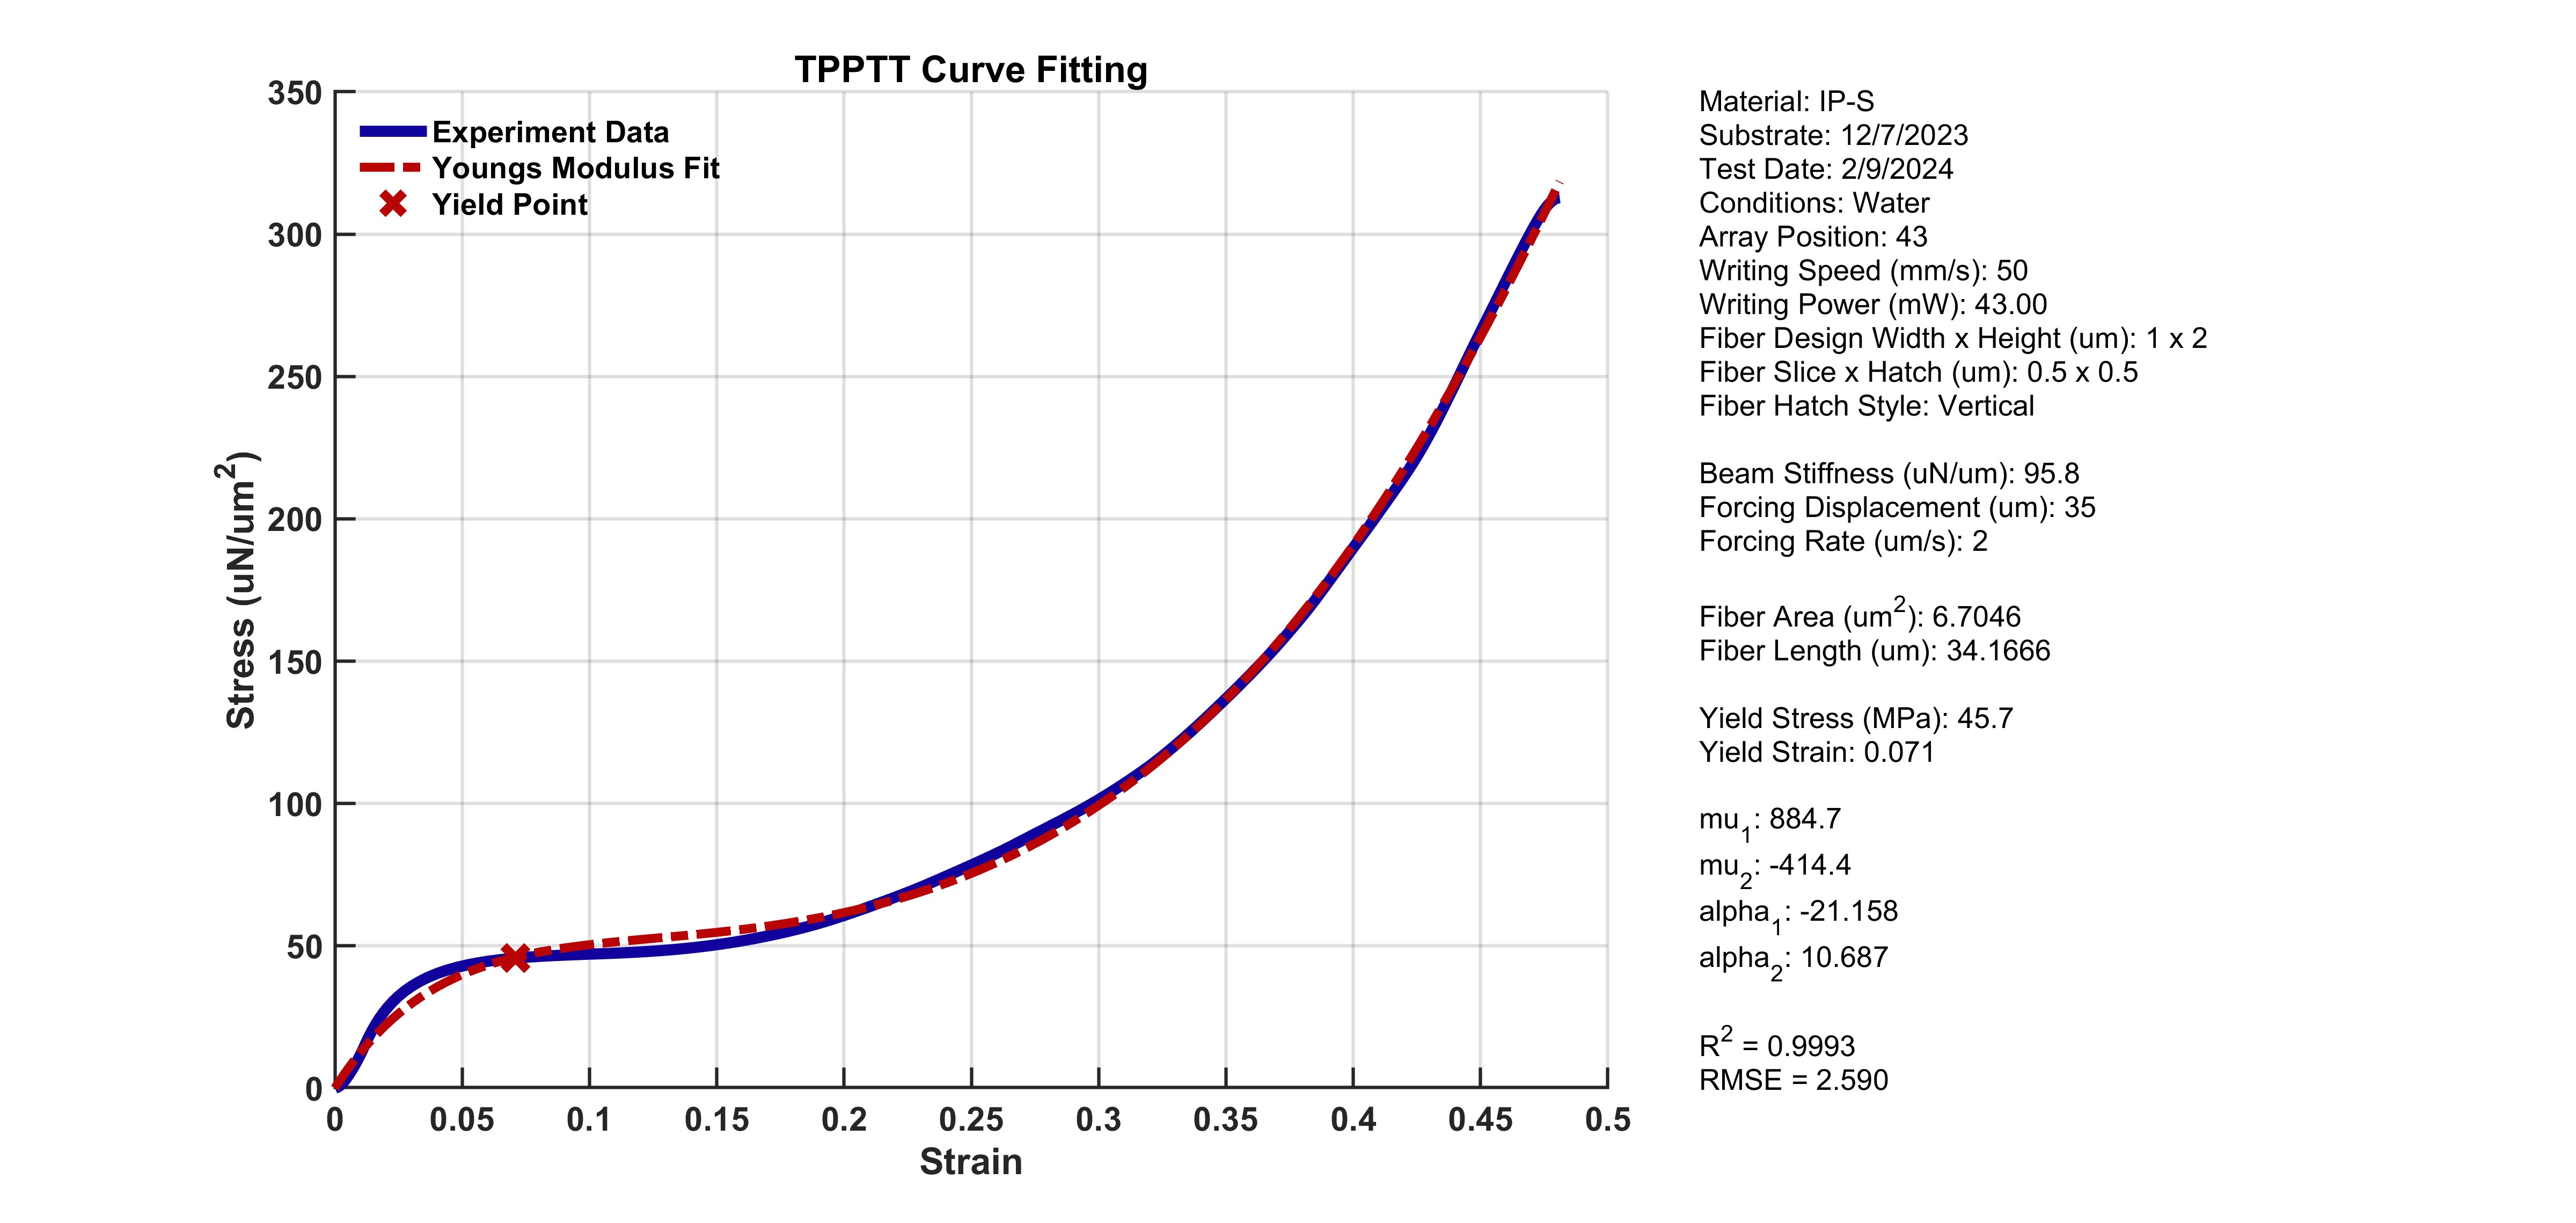 TPPTT Curve Fitting
350
300
250
200
150
100
50
0
Stress (uN/um²)
Experiment Data
Youngs Modulus Fit
Yield Point
0 0.05 0.1 0.15 0.2 0.25 0.3 0.35 0.4 0.45 0.5
Strain
Material: IP-S
Substrate: 12/7/2023
Test Date: 2/9/2024
Conditions: Water
Array Position: 43
Writing Speed (mm/s): 50
Writing Power (mW): 43.00
Fiber Design Width x Height (um): 1 x 2
Fiber Slice x Hatch (um): 0.5 x 0.5
Fiber Hatch Style: Vertical
Beam Stiffness (uN/um): 95.8
Forcing Displacement (um): 35
Forcing Rate (um/s): 2
Fiber Area (um²): 6.7046
Fiber Length (um): 34.1666
Yield Stress (MPa): 45.7
Yield Strain: 0.071
mu₁: 884.7
mu₂: -414.4
alpha₁: -21.158
alpha₂: 10.687
R² = 0.9993
RMSE = 2.590